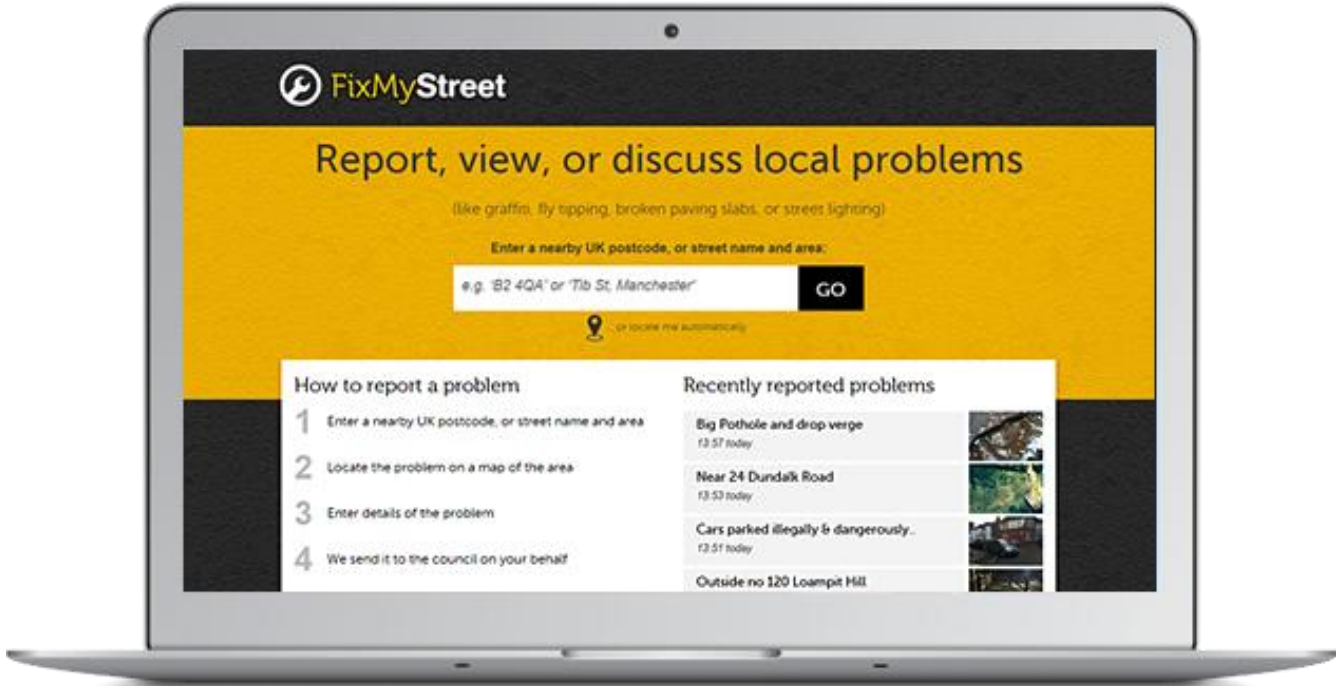 FixMyStreet
Report, view, or discuss local problems
(like graffiti, fly tipping, broken paving slabs, or street lighting)
Enter a nearby UK postcode, or street name and area:
e.g. 'B2 4QA' or 'Tib St, Manchester'
GO
or locate me automatically
How to report a problem
1 Enter a nearby UK postcode, or street name and area
2 Locate the problem on a map of the area
3 Enter details of the problem
4 We send it to the council on your behalf
Recently reported problems
Big Pothole and drop verge
13:57 today
Near 24 Dundalk Road
13:53 today
Cars parked illegally & dangerously..
13:51 today
Outside no 120 Loampit Hill